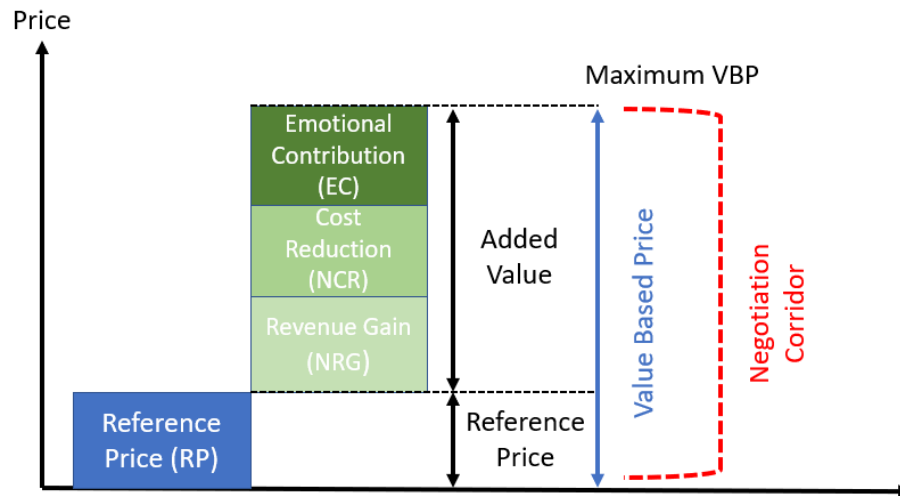 Price
Maximum VBP
Emotional
Contribution
(EC)
Cost
Reduction
(NCR)
Revenue Gain
(NRG)
Added
Value
Value Based Price
Negotiation
Corridor
Reference
Price (RP)
Reference
Price